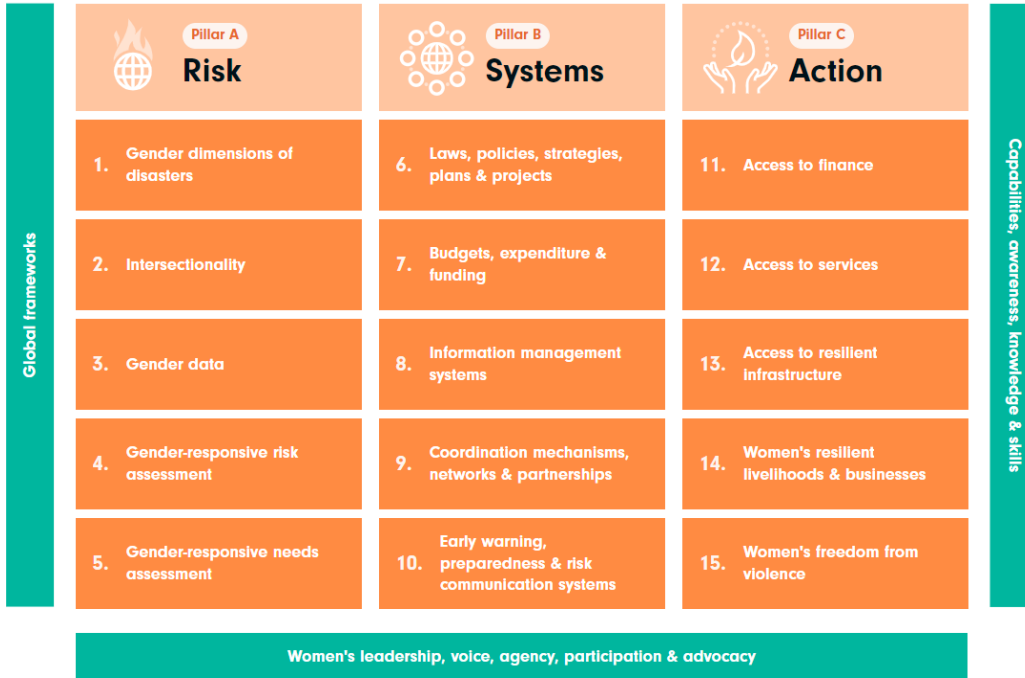 Global frameworks
Pillar A
Risk
1. Gender dimensions of
disasters
2. Intersectionality
3. Gender data
4. Gender-responsive risk
assessment
5. Gender-responsive needs
assessment
Pillar B
Systems
6. Laws, policies, strategies,
plans & projects
7. Budgets, expenditure &
funding
8. Information management
systems
9. Coordination mechanisms,
networks & partnerships
10. Early warning,
preparedness & risk
communication systems
Pillar C
Action
11. Access to finance
12. Access to services
13. Access to resilient
infrastructure
14. Women's resilient
livelihoods & businesses
15. Women's freedom from
violence
Capabilities, awareness, knowledge & skills
Women's leadership, voice, agency, participation & advocacy